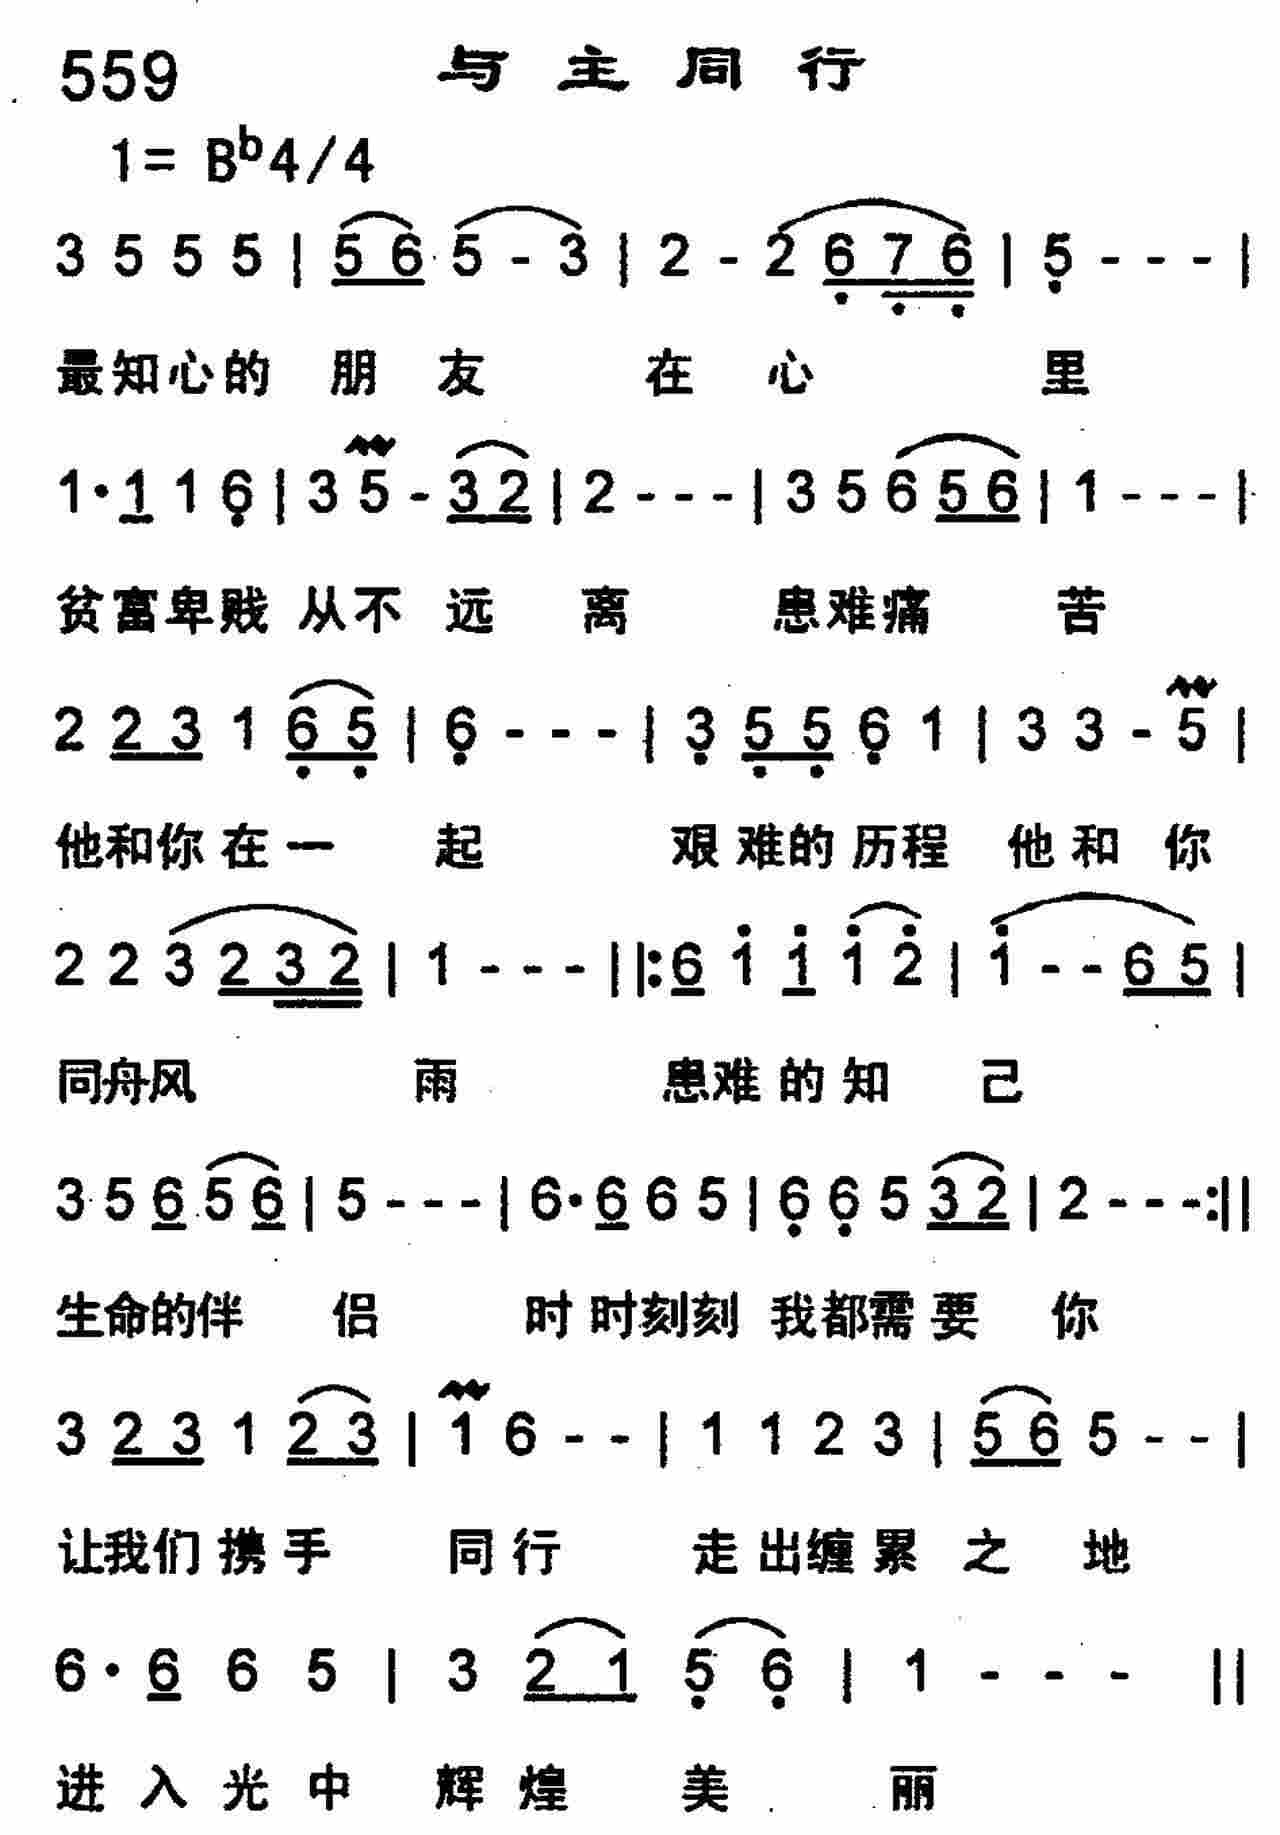 559 与主同行
1= Bb4/4
3 5 5 5 | 5 6 5 - 3 | 2 - 2 6 7 6 | 5 - - - |
最知心的 朋 友 在 心 里
1·1 1 6 | 3 5 - 3 2 | 2 - - - | 3 5 6 5 6 | 1 - - - |
贫富卑贱 从不 远 离 患难痛 苦
2 2 3 1 6 5 | 6 - - - | 3 5 5 6 1 | 3 3 - 5 |
他和你在一 起 艰难的历程 他和 你
2 2 3 2 3 2 | 1 - - - ||: 6 1 1 1 2 | 1 - - 6 5 |
同舟风 雨 患难的知 己
3 5 6 5 6 | 5 - - - | 6·6 6 5 | 6 6 5 3 2 | 2 - - - :||
生命的伴 侣 时时刻刻 我都需要 你
3 2 3 1 2 3 | 1 6 - - | 1 1 2 3 | 5 6 5 - - |
让我们携手 同行 走出缠累 之 地
6·6 6 5 | 3 2 1 5 6 | 1 - - - ||
进入光中 辉煌 美 丽